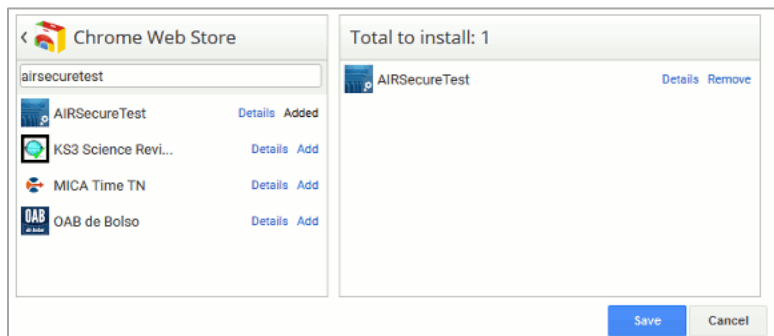 Chrome Web Store
airsecuretest
AIRSecureTest Details Added
KS3 Science Revi... Details Add
MICA Time TN Details Add
OAB de Bolso Details Add
Total to install: 1
AIRSecureTest Details Remove
Save Cancel